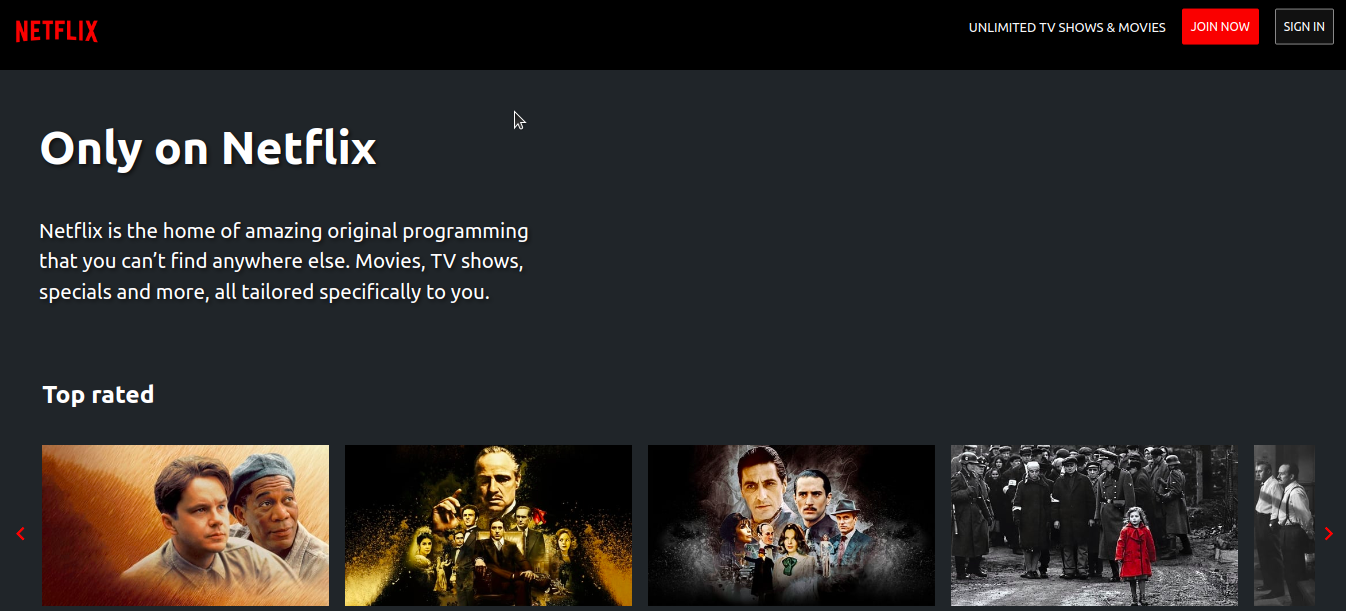 NETFLIX
UNLIMITED TV SHOWS & MOVIES
JOIN NOW
SIGN IN
Only on Netflix
Netflix is the home of amazing original programming
that you can’t find anywhere else. Movies, TV shows,
specials and more, all tailored specifically to you.
Top rated